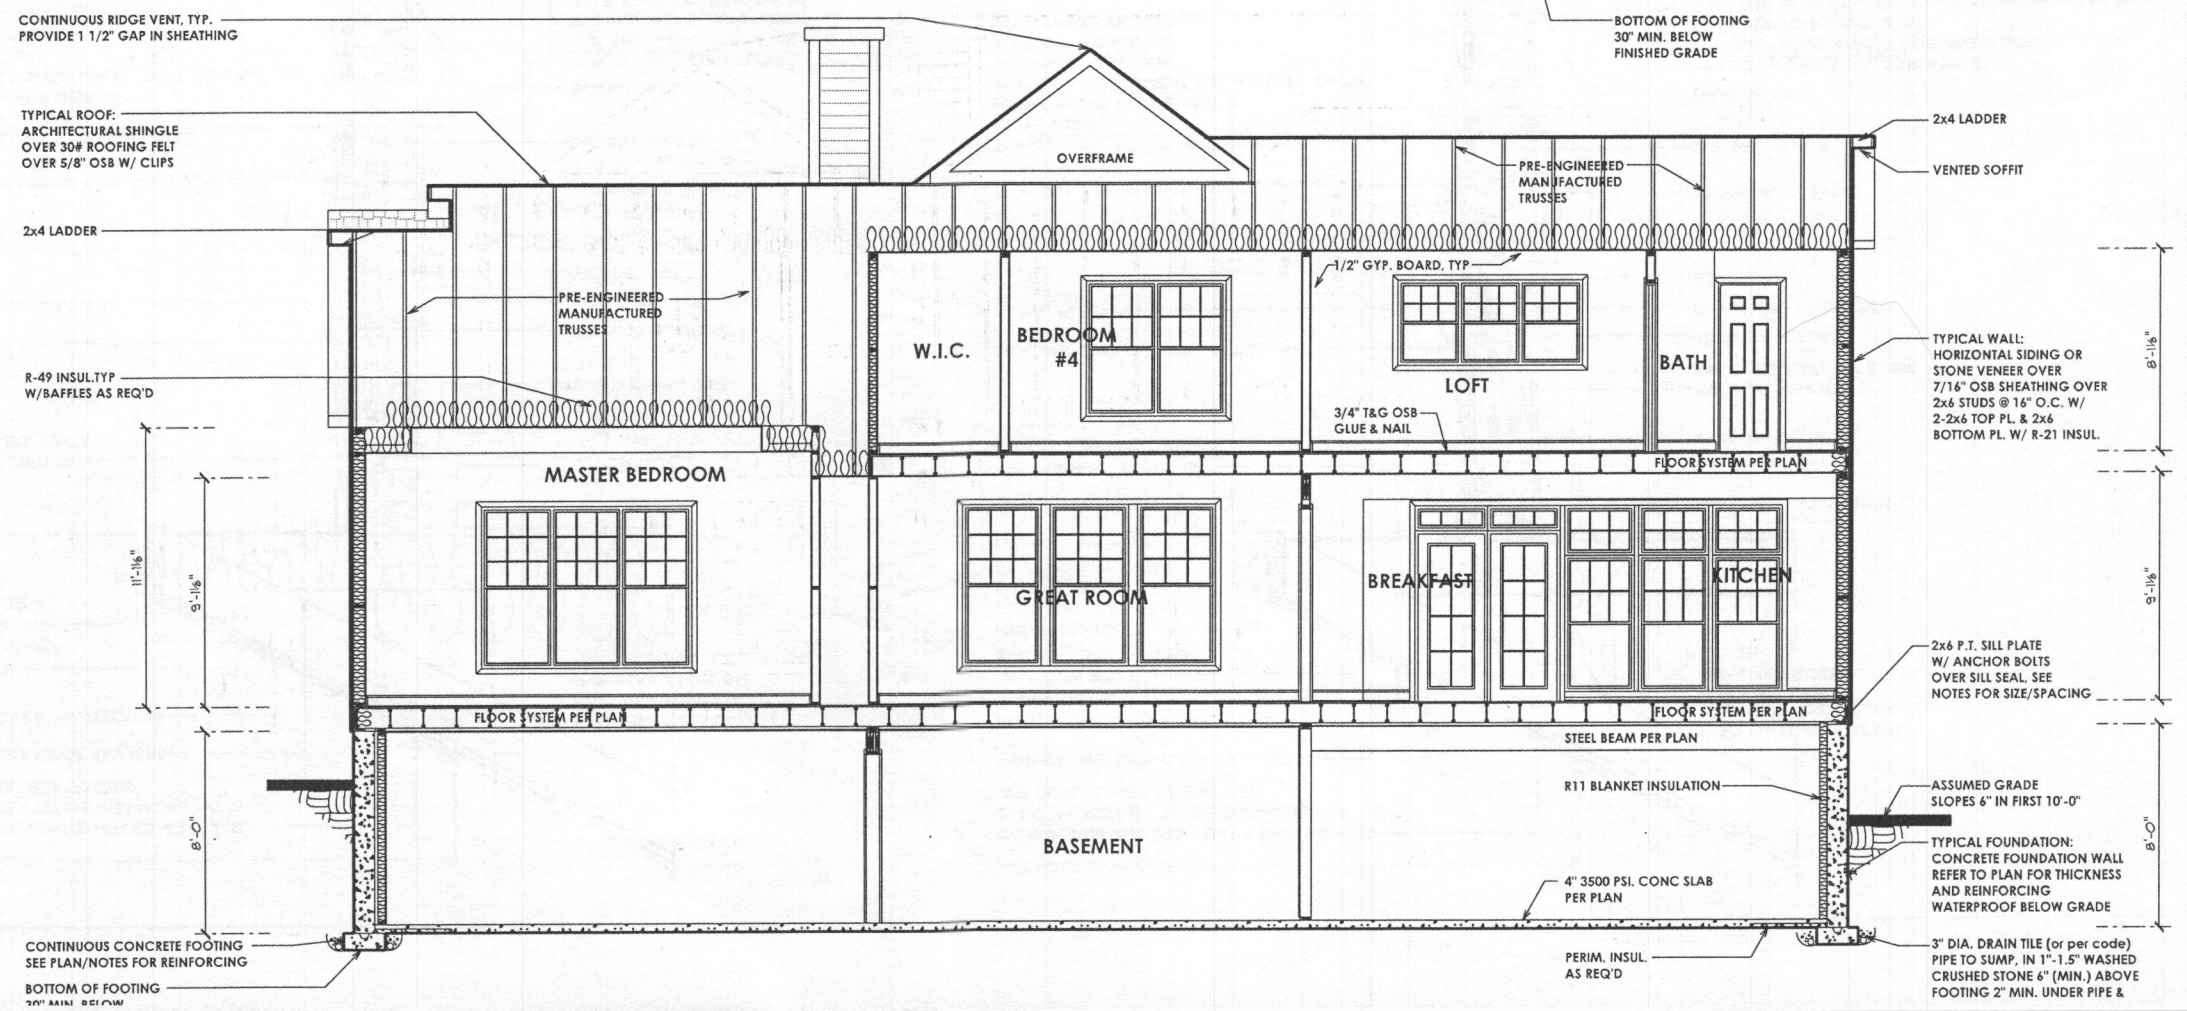 CONTINUOUS RIDGE VENT, TYP.
PROVIDE 1 1/2" GAP IN SHEATHING
BOTTOM OF FOOTING
30" MIN. BELOW
FINISHED GRADE
TYPICAL ROOF:
ARCHITECTURAL SHINGLE
OVER 30# ROOFING FELT
OVER 5/8" OSB W/ CLIPS
OVERFRAME
PRE-ENGINEERED
MANUFACTURED
TRUSSES
2x4 LADDER
VENTED SOFFIT
2x4 LADDER
PRE-ENGINEERED
MANUFACTURED
TRUSSES
1/2" GYP. BOARD, TYP
W.I.C.
BEDROOM
#4
LOFT
BATH
8'-1⅛"
TYPICAL WALL:
HORIZONTAL SIDING OR
STONE VENEER OVER
7/16" OSB SHEATHING OVER
2x6 STUDS @ 16" O.C. W/
2-2x6 TOP PL. & 2x6
BOTTOM PL. W/ R-21 INSUL.
R-49 INSUL.TYP
W/BAFFLES AS REQ'D
3/4" T&G OSB
GLUE & NAIL
FLOOR SYSTEM PER PLAN
MASTER BEDROOM
GREAT ROOM
BREAKFAST
KITCHEN
11'-1⅛"
9'-1⅛"
9'-1⅛"
2x6 P.T. SILL PLATE
W/ ANCHOR BOLTS
OVER SILL SEAL, SEE
NOTES FOR SIZE/SPACING
FLOOR SYSTEM PER PLAN
FLOOR SYSTEM PER PLAN
STEEL BEAM PER PLAN
R11 BLANKET INSULATION
ASSUMED GRADE
SLOPES 6" IN FIRST 10'-0"
8'-0"
BASEMENT
8'-0"
TYPICAL FOUNDATION:
CONCRETE FOUNDATION WALL
REFER TO PLAN FOR THICKNESS
AND REINFORCING
WATERPROOF BELOW GRADE
4" 3500 PSI. CONC SLAB
PER PLAN
CONTINUOUS CONCRETE FOOTING
SEE PLAN/NOTES FOR REINFORCING
BOTTOM OF FOOTING
30" MIN. BELOW
PERIM. INSUL.
AS REQ'D
3" DIA. DRAIN TILE (or per code)
PIPE TO SUMP, IN 1"-1.5" WASHED
CRUSHED STONE 6" (MIN.) ABOVE
FOOTING 2" MIN. UNDER PIPE &